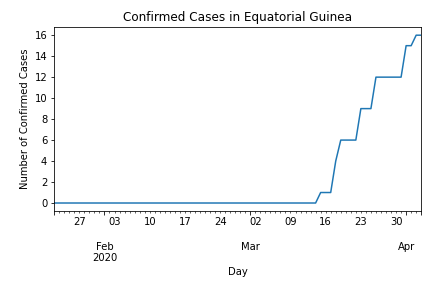 Confirmed Cases in Equatorial Guinea
16
14
12
10
8
6
4
2
0
Number of Confirmed Cases
27 03 10 17 24 02 09 16 23 30
Feb Mar Apr
2020
Day